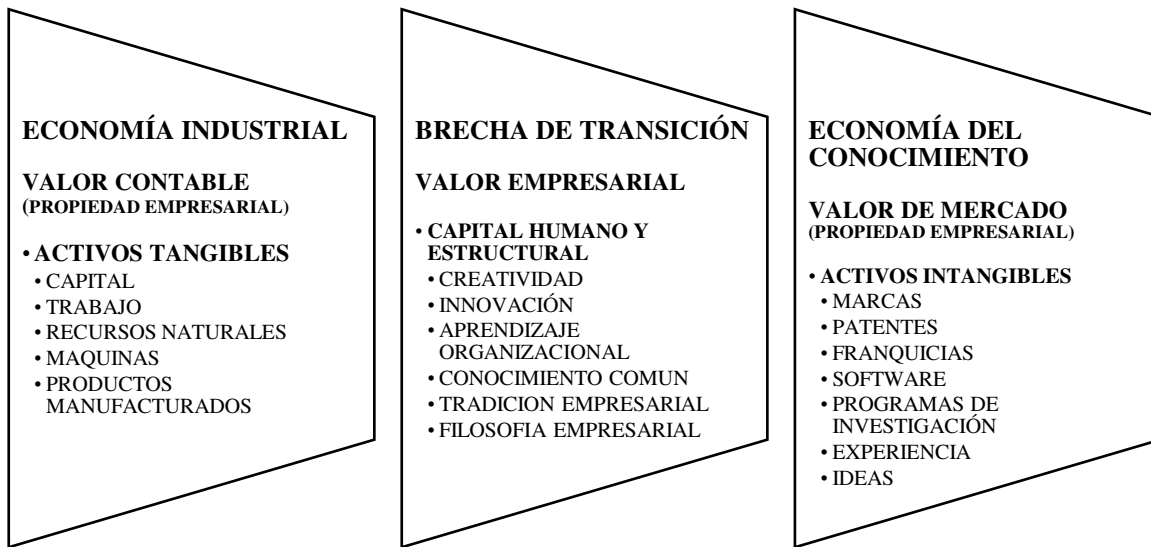 ECONOMÍA INDUSTRIAL
VALOR CONTABLE
(PROPIEDAD EMPRESARIAL)
• ACTIVOS TANGIBLES
• CAPITAL
• TRABAJO
• RECURSOS NATURALES
• MAQUINAS
• PRODUCTOS
MANUFACTURADOS
BRECHA DE TRANSICIÓN
VALOR EMPRESARIAL
• CAPITAL HUMANO Y
ESTRUCTURAL
• CREATIVIDAD
• INNOVACIÓN
• APRENDIZAJE
ORGANIZACIONAL
• CONOCIMIENTO COMUN
• TRADICION EMPRESARIAL
• FILOSOFIA EMPRESARIAL
ECONOMÍA DEL
CONOCIMIENTO
VALOR DE MERCADO
(PROPIEDAD EMPRESARIAL)
• ACTIVOS INTANGIBLES
• MARCAS
• PATENTES
• FRANQUICIAS
• SOFTWARE
• PROGRAMAS DE
INVESTIGACIÓN
• EXPERIENCIA
• IDEAS